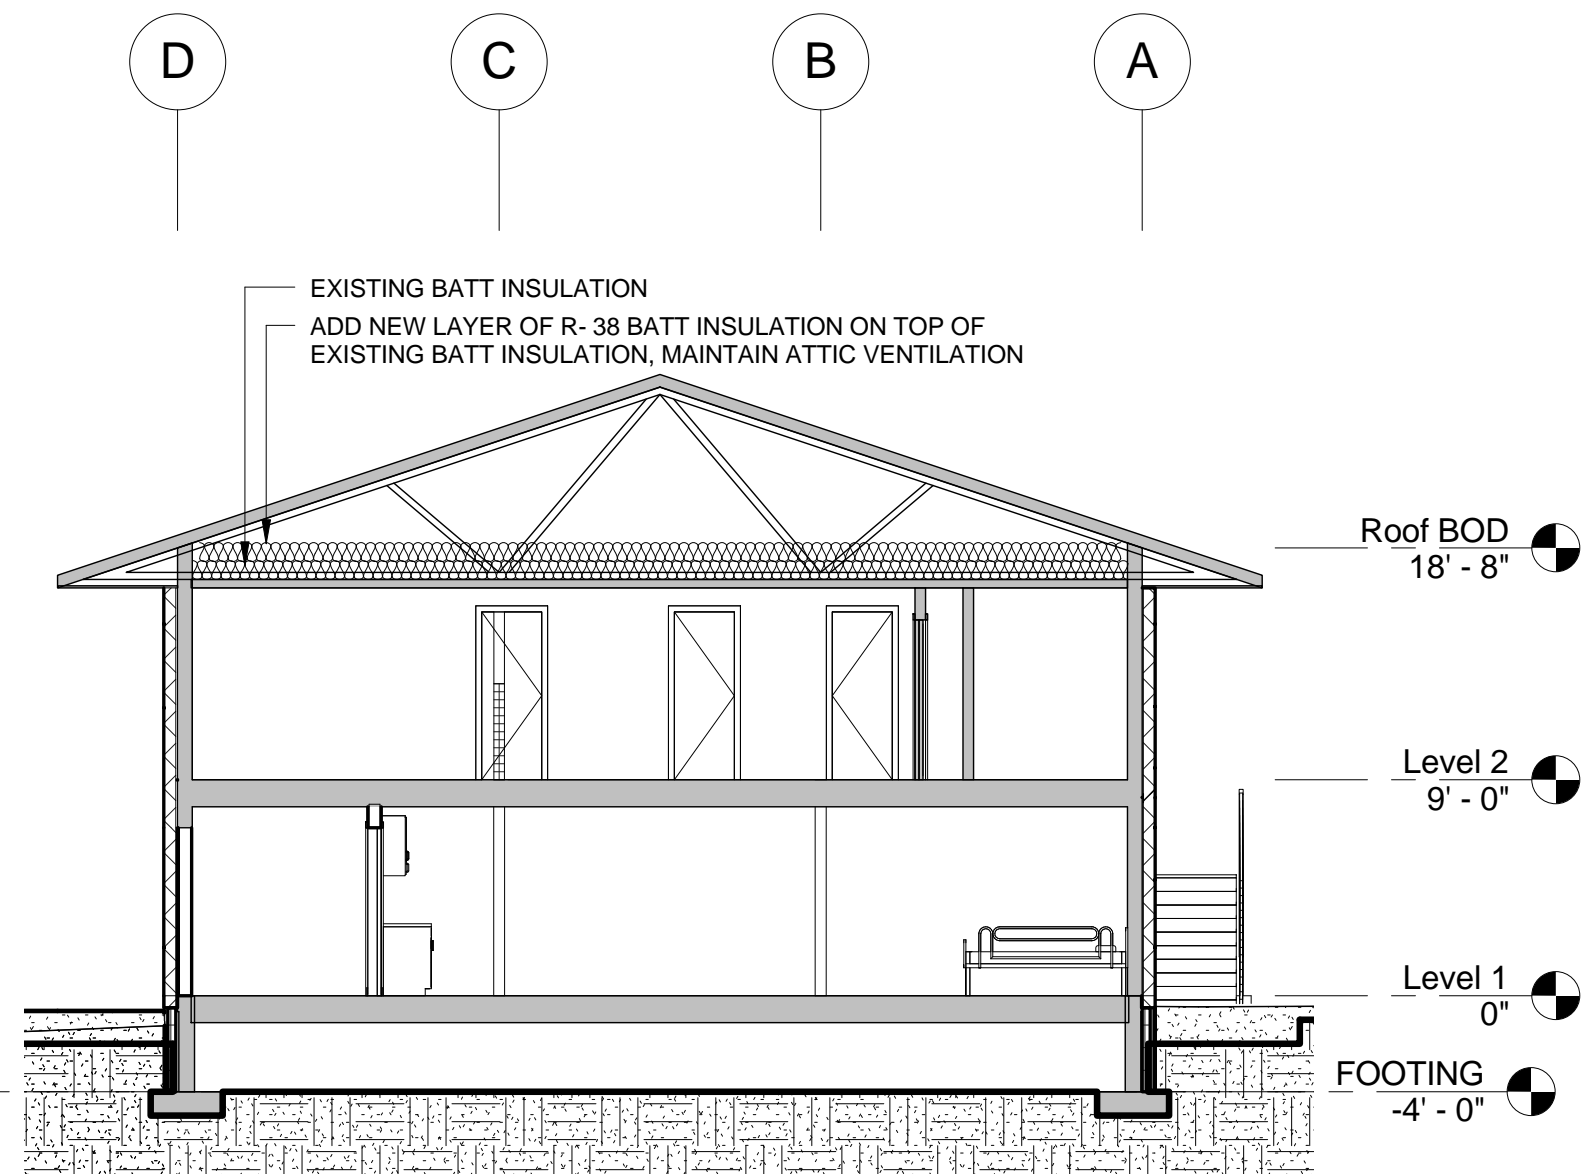 D
C
B
A
EXISTING BATT INSULATION
ADD NEW LAYER OF R- 38 BATT INSULATION ON TOP OF
EXISTING BATT INSULATION, MAINTAIN ATTIC VENTILATION
Roof BOD
18' - 8"
Level 2
9' - 0"
Level 1
0"
FOOTING
-4' - 0"